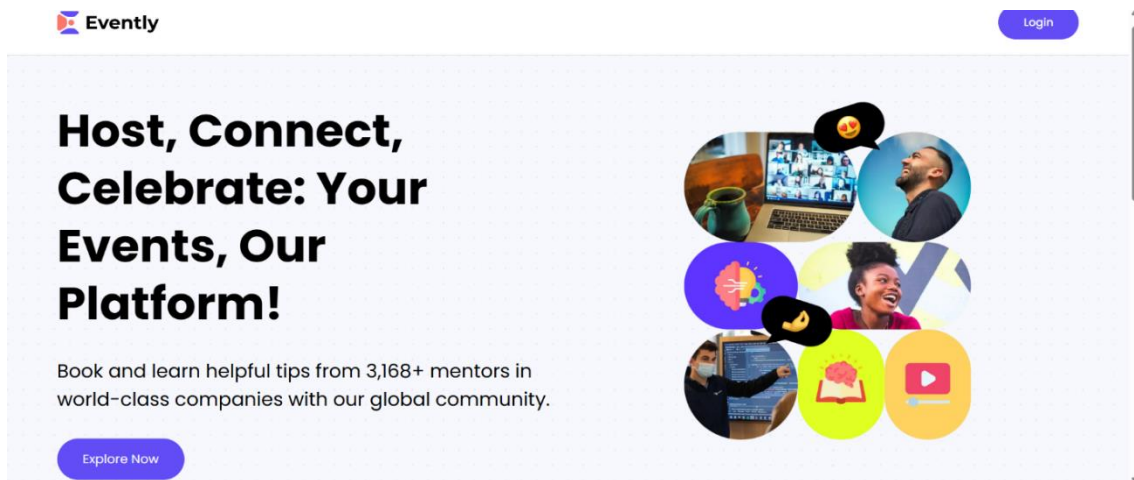 Evently
Login
Host, Connect,
Celebrate: Your
Events, Our
Platform!
Book and learn helpful tips from 3,168+ mentors in
world-class companies with our global community.
Explore Now